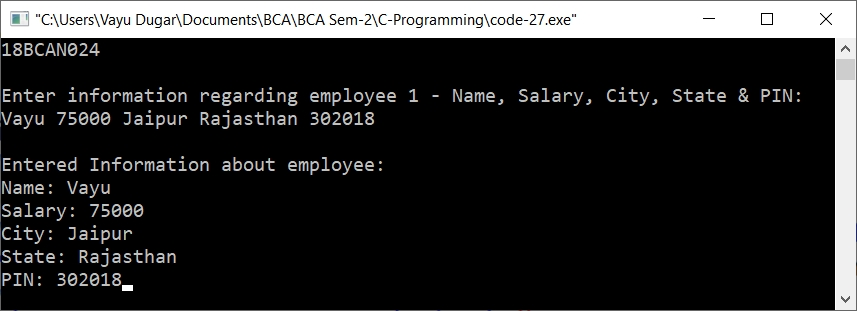 "C:\Users\Vayu Dugar\Documents\BCA\BCA Sem-2\C-Programming\code-27.exe"
18BCAN024
Enter information regarding employee 1 - Name, Salary, City, State & PIN:
Vayu 75000 Jaipur Rajasthan 302018
Entered Information about employee:
Name: Vayu
Salary: 75000
City: Jaipur
State: Rajasthan
PIN: 302018